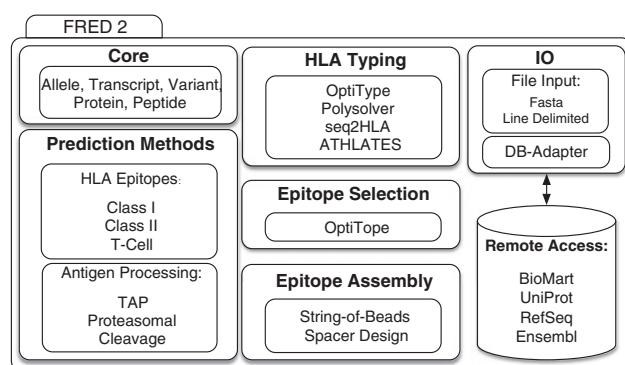 FRED 2
Core
Allele, Transcript, Variant,
Protein, Peptide
Prediction Methods
HLA Epitopes:
Class I
Class II
T-Cell
Antigen Processing:
TAP
Proteasomal
Cleavage
HLA Typing
OptiType
Polysolver
seq2HLA
ATHLATES
Epitope Selection
OptiTope
Epitope Assembly
String-of-Beads
Spacer Design
IO
File Input:
Fasta
Line Delimited
DB-Adapter
Remote Access:
BioMart
UniProt
RefSeq
Ensembl